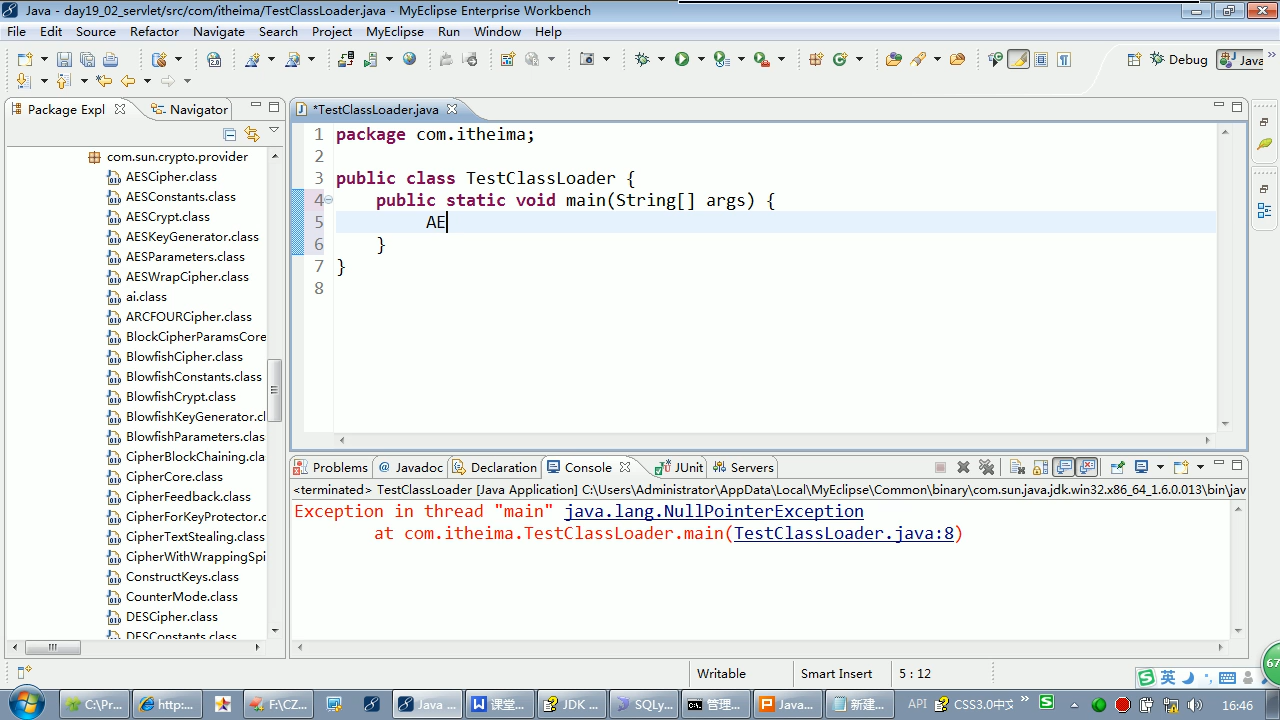 Java - day19_02_servlet/src/com/itheima/TestClassLoader.java - MyEclipse Enterprise Workbench
File Edit Source Refactor Navigate Search Project MyEclipse Run Window Help
Debug
Java
Package Expl
Navigator
com.sun.crypto.provider
AESCipher.class
AESConstants.class
AESCrypt.class
AESKeyGenerator.class
AESParameters.class
AESWrapCipher.class
ai.class
ARCFOURCipher.class
BlockCipherParamsCore
BlowfishCipher.class
BlowfishConstants.class
BlowfishCrypt.class
BlowfishKeyGenerator.cl
BlowfishParameters.class
CipherBlockChaining.cla
CipherCore.class
CipherFeedback.class
CipherForKeyProtector.c
CipherTextStealing.class
CipherWithWrappingSpi
ConstructKeys.class
CounterMode.class
DESCipher.class
DESConstants.class
*TestClassLoader.java
1 package com.itheima;
2
3 public class TestClassLoader {
4 public static void main(String[] args) {
5 AE
6 }
7 }
8
Problems @ Javadoc Declaration Console JUnit Servers
<terminated> TestClassLoader [Java Application] C:\Users\Administrator\AppData\Local\MyEclipse\Common\binary\com.sun.java.jdk.win32.x86_64_1.6.0.013\bin\jav
Exception in thread "main" java.lang.NullPointerException
at com.itheima.TestClassLoader.main(TestClassLoader.java:8)
Writable Smart Insert 5 : 12
英
67
C:\Pr... http:... F:\CZ... Java ... 课堂... JDK ... SQLy... 管理... Java... 新建... API CSS3.0中文 16:46